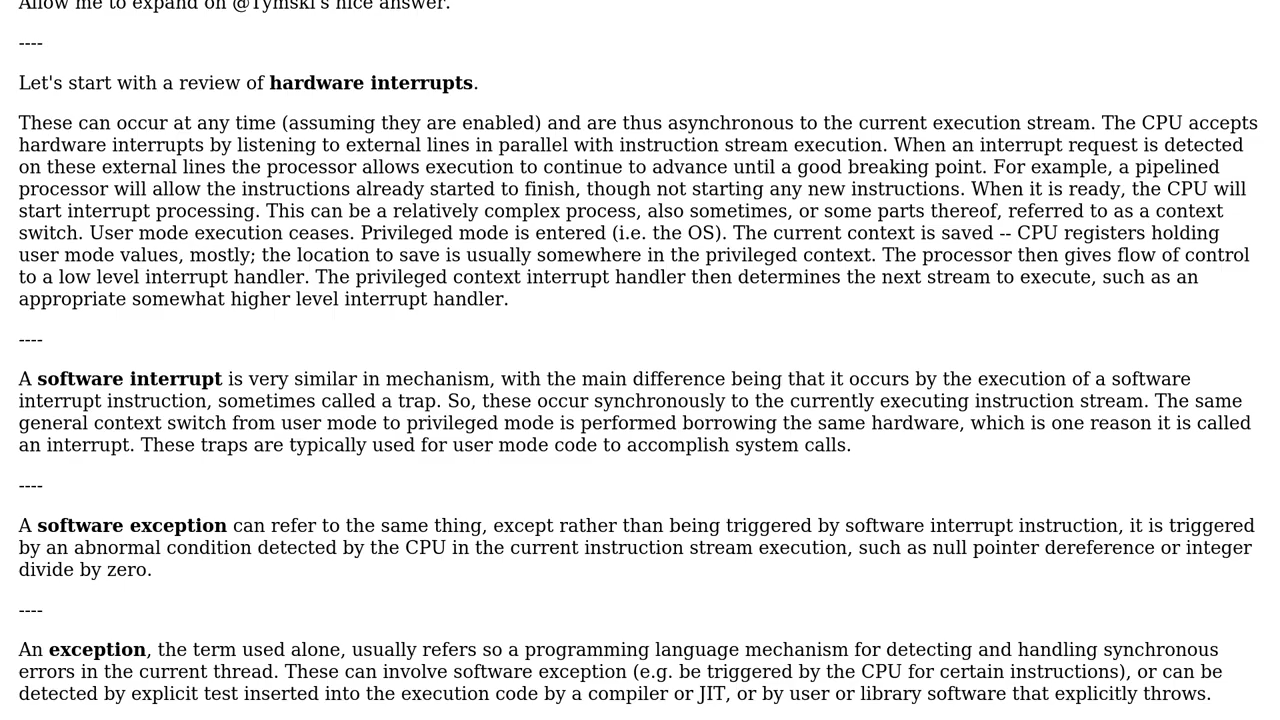 Allow me to expand on @Tymski's nice answer.
----
Let's start with a review of hardware interrupts.
These can occur at any time (assuming they are enabled) and are thus asynchronous to the current execution stream. The CPU accepts
hardware interrupts by listening to external lines in parallel with instruction stream execution. When an interrupt request is detected
on these external lines the processor allows execution to continue to advance until a good breaking point. For example, a pipelined
processor will allow the instructions already started to finish, though not starting any new instructions. When it is ready, the CPU will
start interrupt processing. This can be a relatively complex process, also sometimes, or some parts thereof, referred to as a context
switch. User mode execution ceases. Privileged mode is entered (i.e. the OS). The current context is saved -- CPU registers holding
user mode values, mostly; the location to save is usually somewhere in the privileged context. The processor then gives flow of control
to a low level interrupt handler. The privileged context interrupt handler then determines the next stream to execute, such as an
appropriate somewhat higher level interrupt handler.
----
A software interrupt is very similar in mechanism, with the main difference being that it occurs by the execution of a software
interrupt instruction, sometimes called a trap. So, these occur synchronously to the currently executing instruction stream. The same
general context switch from user mode to privileged mode is performed borrowing the same hardware, which is one reason it is called
an interrupt. These traps are typically used for user mode code to accomplish system calls.
----
A software exception can refer to the same thing, except rather than being triggered by software interrupt instruction, it is triggered
by an abnormal condition detected by the CPU in the current instruction stream execution, such as null pointer dereference or integer
divide by zero.
----
An exception, the term used alone, usually refers so a programming language mechanism for detecting and handling synchronous
errors in the current thread. These can involve software exception (e.g. be triggered by the CPU for certain instructions), or can be
detected by explicit test inserted into the execution code by a compiler or JIT, or by user or library software that explicitly throws.